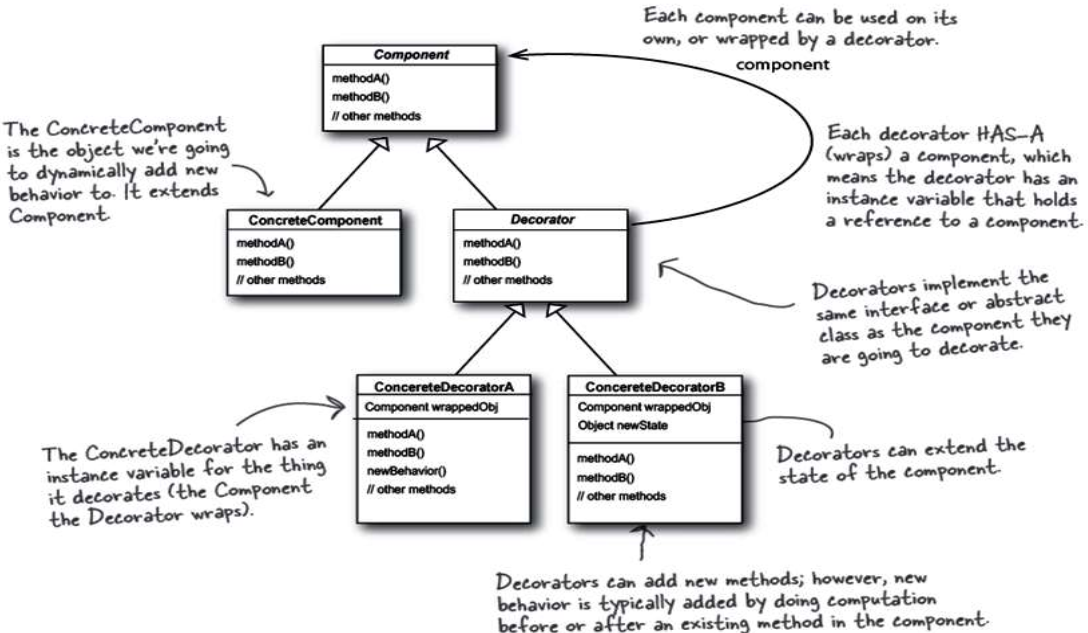 Each component can be used on its
own, or wrapped by a decorator.
component
Component
methodA()
methodB()
// other methods
The ConcreteComponent
is the object we're going
to dynamically add new
behavior to. It extends
Component.
Each decorator HAS-A
(wraps) a component, which
means the decorator has an
instance variable that holds
a reference to a component.
ConcreteComponent
methodA()
methodB()
// other methods
Decorator
methodA()
methodB()
// other methods
Decorators implement the
same interface or abstract
class as the component they
are going to decorate.
ConcereteDecoratorA
Component wrappedObj
methodA()
methodB()
newBehavior()
// other methods
ConcereteDecoratorB
Component wrappedObj
Object newState
methodA()
methodB()
// other methods
The ConcreteDecorator has an
instance variable for the thing
it decorates (the Component
the Decorator wraps).
Decorators can extend the
state of the component.
Decorators can add new methods; however, new
behavior is typically added by doing computation
before or after an existing method in the component.